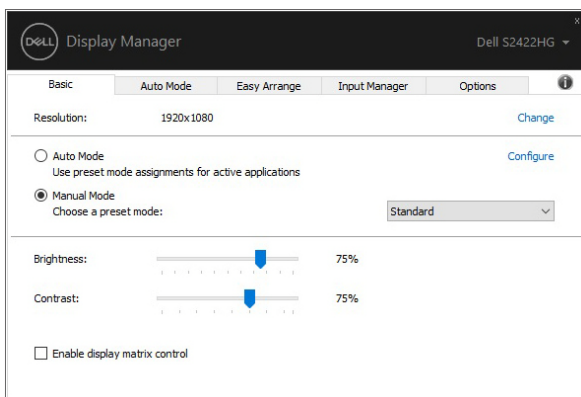 DELL Display Manager Dell S2422HG
x
Basic Auto Mode Easy Arrange Input Manager Options i
Resolution: 1920x1080 Change
Auto Mode Configure
Use preset mode assignments for active applications
Manual Mode
Choose a preset mode: Standard
Brightness: 75%
Contrast: 75%
Enable display matrix control